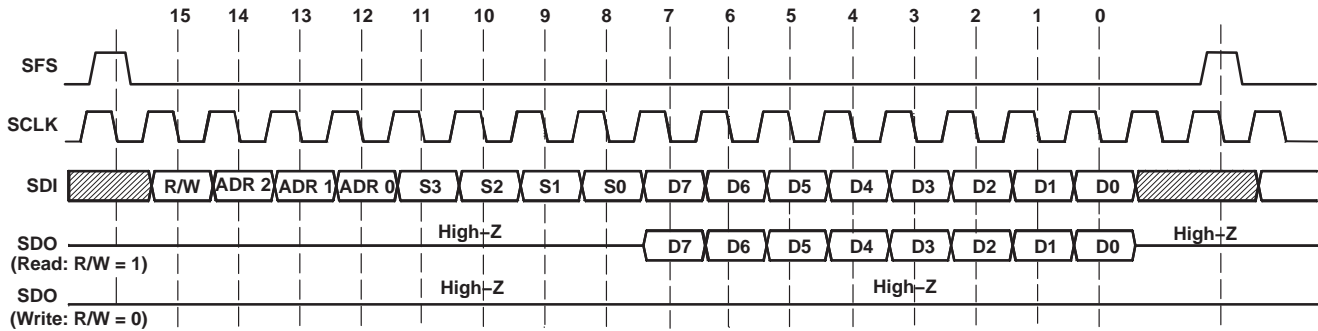 15 14 13 12 11 10 9 8 7 6 5 4 3 2 1 0
SFS
SCLK
SDI R/W ADR 2 ADR 1 ADR 0 S3 S2 S1 S0 D7 D6 D5 D4 D3 D2 D1 D0
SDO High–Z D7 D6 D5 D4 D3 D2 D1 D0 High–Z
(Read: R/W = 1)
SDO High–Z High–Z
(Write: R/W = 0)